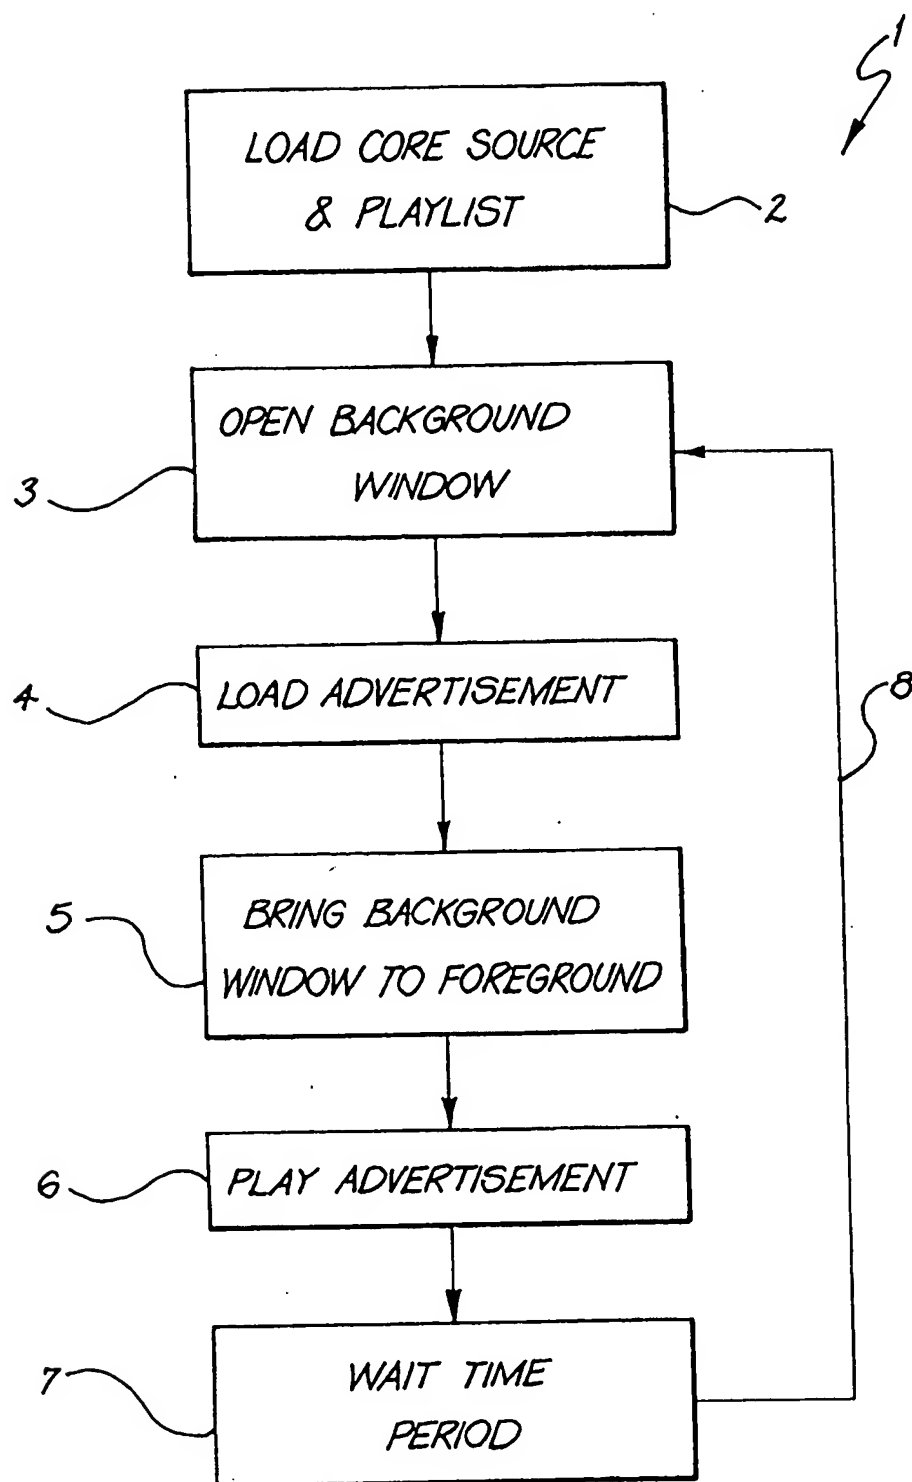 1
LOAD CORE SOURCE
& PLAYLIST
2
OPEN BACKGROUND
WINDOW
3
4
LOAD ADVERTISEMENT
8
5
BRING BACKGROUND
WINDOW TO FOREGROUND
6
PLAY ADVERTISEMENT
7
WAIT TIME
PERIOD